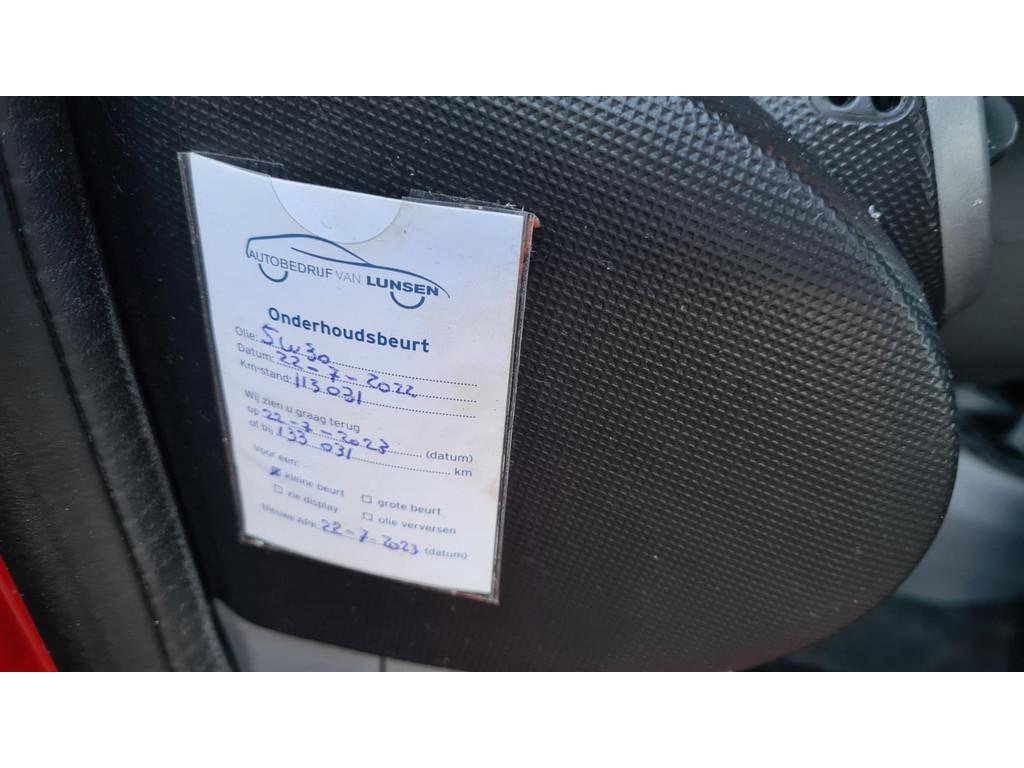 AUTOBEDRIJF VAN LUNSEN
Onderhoudsbeurt
Olie: 5W30
Datum: 22-7-2022
Km-stand: 113031
Wij zien u graag terug
op 22-7-2023 (datum)
of bij 133 031 km
Voor een:
kleine beurt grote beurt
zie display olie verversen
Nieuwe APK: 22-7-2023 (datum)